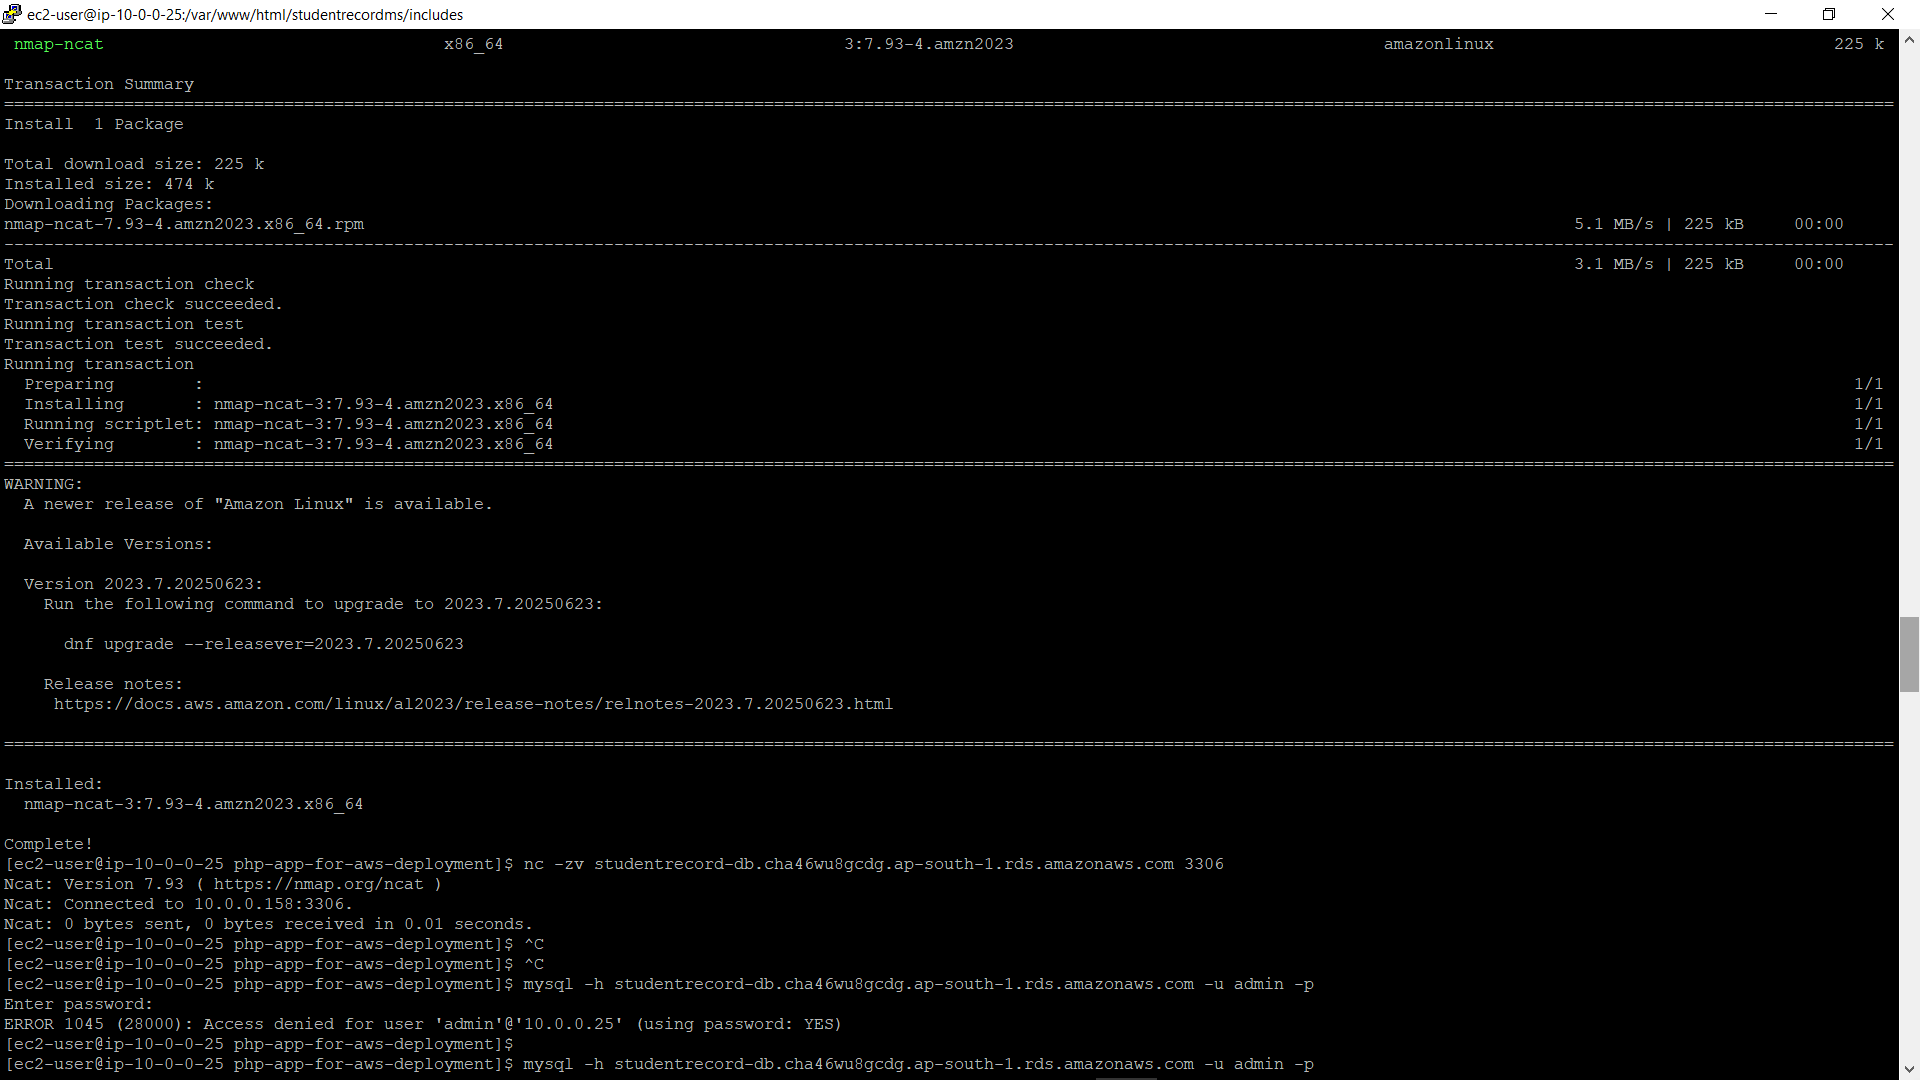 ec2-user@ip-10-0-0-25:/var/www/html/studentrecordms/includes
nmap-ncat x86_64 3:7.93-4.amzn2023 amazonlinux 225 k
Transaction Summary
================================================================================
Install  1 Package
Total download size: 225 k
Installed size: 474 k
Downloading Packages:
nmap-ncat-7.93-4.amzn2023.x86_64.rpm 5.1 MB/s | 225 kB 00:00
--------------------------------------------------------------------------------
Total 3.1 MB/s | 225 kB 00:00
Running transaction check
Transaction check succeeded.
Running transaction test
Transaction test succeeded.
Running transaction
Preparing : 1/1
Installing : nmap-ncat-3:7.93-4.amzn2023.x86_64 1/1
Running scriptlet: nmap-ncat-3:7.93-4.amzn2023.x86_64 1/1
Verifying : nmap-ncat-3:7.93-4.amzn2023.x86_64 1/1
================================================================================
WARNING:
A newer release of "Amazon Linux" is available.
Available Versions:
Version 2023.7.20250623:
Run the following command to upgrade to 2023.7.20250623:
dnf upgrade --releasever=2023.7.20250623
Release notes:
https://docs.aws.amazon.com/linux/al2023/release-notes/relnotes-2023.7.20250623.html
================================================================================
Installed:
nmap-ncat-3:7.93-4.amzn2023.x86_64
Complete!
[ec2-user@ip-10-0-0-25 php-app-for-aws-deployment]$ nc -zv studentrecord-db.cha46wu8gcdg.ap-south-1.rds.amazonaws.com 3306
Ncat: Version 7.93 ( https://nmap.org/ncat )
Ncat: Connected to 10.0.0.158:3306.
Ncat: 0 bytes sent, 0 bytes received in 0.01 seconds.
[ec2-user@ip-10-0-0-25 php-app-for-aws-deployment]$ ^C
[ec2-user@ip-10-0-0-25 php-app-for-aws-deployment]$ ^C
[ec2-user@ip-10-0-0-25 php-app-for-aws-deployment]$ mysql -h studentrecord-db.cha46wu8gcdg.ap-south-1.rds.amazonaws.com -u admin -p
Enter password:
ERROR 1045 (28000): Access denied for user 'admin'@'10.0.0.25' (using password: YES)
[ec2-user@ip-10-0-0-25 php-app-for-aws-deployment]$
[ec2-user@ip-10-0-0-25 php-app-for-aws-deployment]$ mysql -h studentrecord-db.cha46wu8gcdg.ap-south-1.rds.amazonaws.com -u admin -p